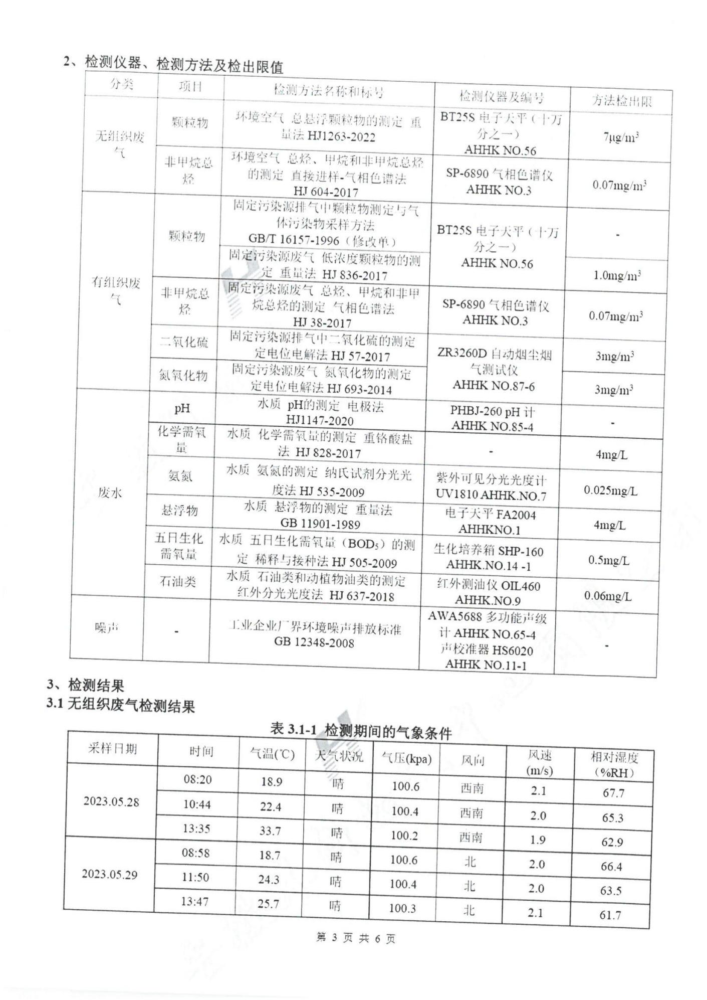 2、检测仪器、检测方法及检出限值
分类 项目 检测方法名称和标号 检测仪器及编号 方法检出限
无组织废
气
颗粒物
环境空气 总悬浮颗粒物的测定 重
量法 HJ1263-2022
BT25S 电子天平（十万
分之一）
AHHK NO.56
7μg/m³
非甲烷总
烃
环境空气 总烃、甲烷和非甲烷总烃
的测定 直接进样-气相色谱法
HJ 604-2017
SP-6890 气相色谱仪
AHHK NO.3
0.07mg/m³
有组织废
气
颗粒物
固定污染源排气中颗粒物测定与气
体污染物采样方法
GB/T 16157-1996（修改单）
BT25S 电子天平（十万
分之一）
AHHK NO.56
-
固定污染源废气 低浓度颗粒物的测
定 重量法 HJ 836-2017
1.0mg/m³
非甲烷总
烃
固定污染源废气 总烃、甲烷和非甲
烷总烃的测定 气相色谱法
HJ 38-2017
SP-6890 气相色谱仪
AHHK NO.3
0.07mg/m³
二氧化硫
固定污染源排气中二氧化硫的测定
定电位电解法 HJ 57-2017
ZR3260D 自动烟尘烟
气测试仪
AHHK NO.87-6
3mg/m³
氮氧化物
固定污染源废气 氮氧化物的测定
定电位电解法 HJ 693-2014
3mg/m³
废水
pH
水质 pH的测定 电极法
HJ1147-2020
PHBJ-260 pH 计
AHHK NO.85-4
-
化学需氧
量
水质 化学需氧量的测定 重铬酸盐
法 HJ 828-2017
-
4mg/L
氨氮
水质 氨氮的测定 纳氏试剂分光光
度法 HJ 535-2009
紫外可见分光光度计
UV1810 AHHK.NO.7
0.025mg/L
悬浮物
水质 悬浮物的测定 重量法
GB 11901-1989
电子天平 FA2004
AHHKNO.1
4mg/L
五日生化
需氧量
水质 五日生化需氧量（BOD₅）的测
定 稀释与接种法 HJ 505-2009
生化培养箱 SHP-160
AHHK.NO.14 -1
0.5mg/L
石油类
水质 石油类和动植物油类的测定
红外分光光度法 HJ 637-2018
红外测油仪 OIL460
AHHK.NO.9
0.06mg/L
噪声
-
工业企业厂界环境噪声排放标准
GB 12348-2008
AWA5688 多功能声级
计 AHHK NO.65-4
声校准器 HS6020
AHHK NO.11-1
-
3、检测结果
3.1 无组织废气检测结果
表 3.1-1 检测期间的气象条件
采样日期 时间 气温(℃) 天气状况 气压(kpa) 风向 风速 (m/s) 相对湿度 （%RH）
2023.05.28
08:20 18.9 晴 100.6 西南 2.1 67.7
10:44 22.4 晴 100.4 西南 2.0 65.3
13:35 33.7 晴 100.2 西南 1.9 62.9
2023.05.29
08:58 18.7 晴 100.6 北 2.0 66.4
11:50 24.3 晴 100.4 北 2.0 63.5
13:47 25.7 晴 100.3 北 2.1 61.7
第 3 页 共 6 页